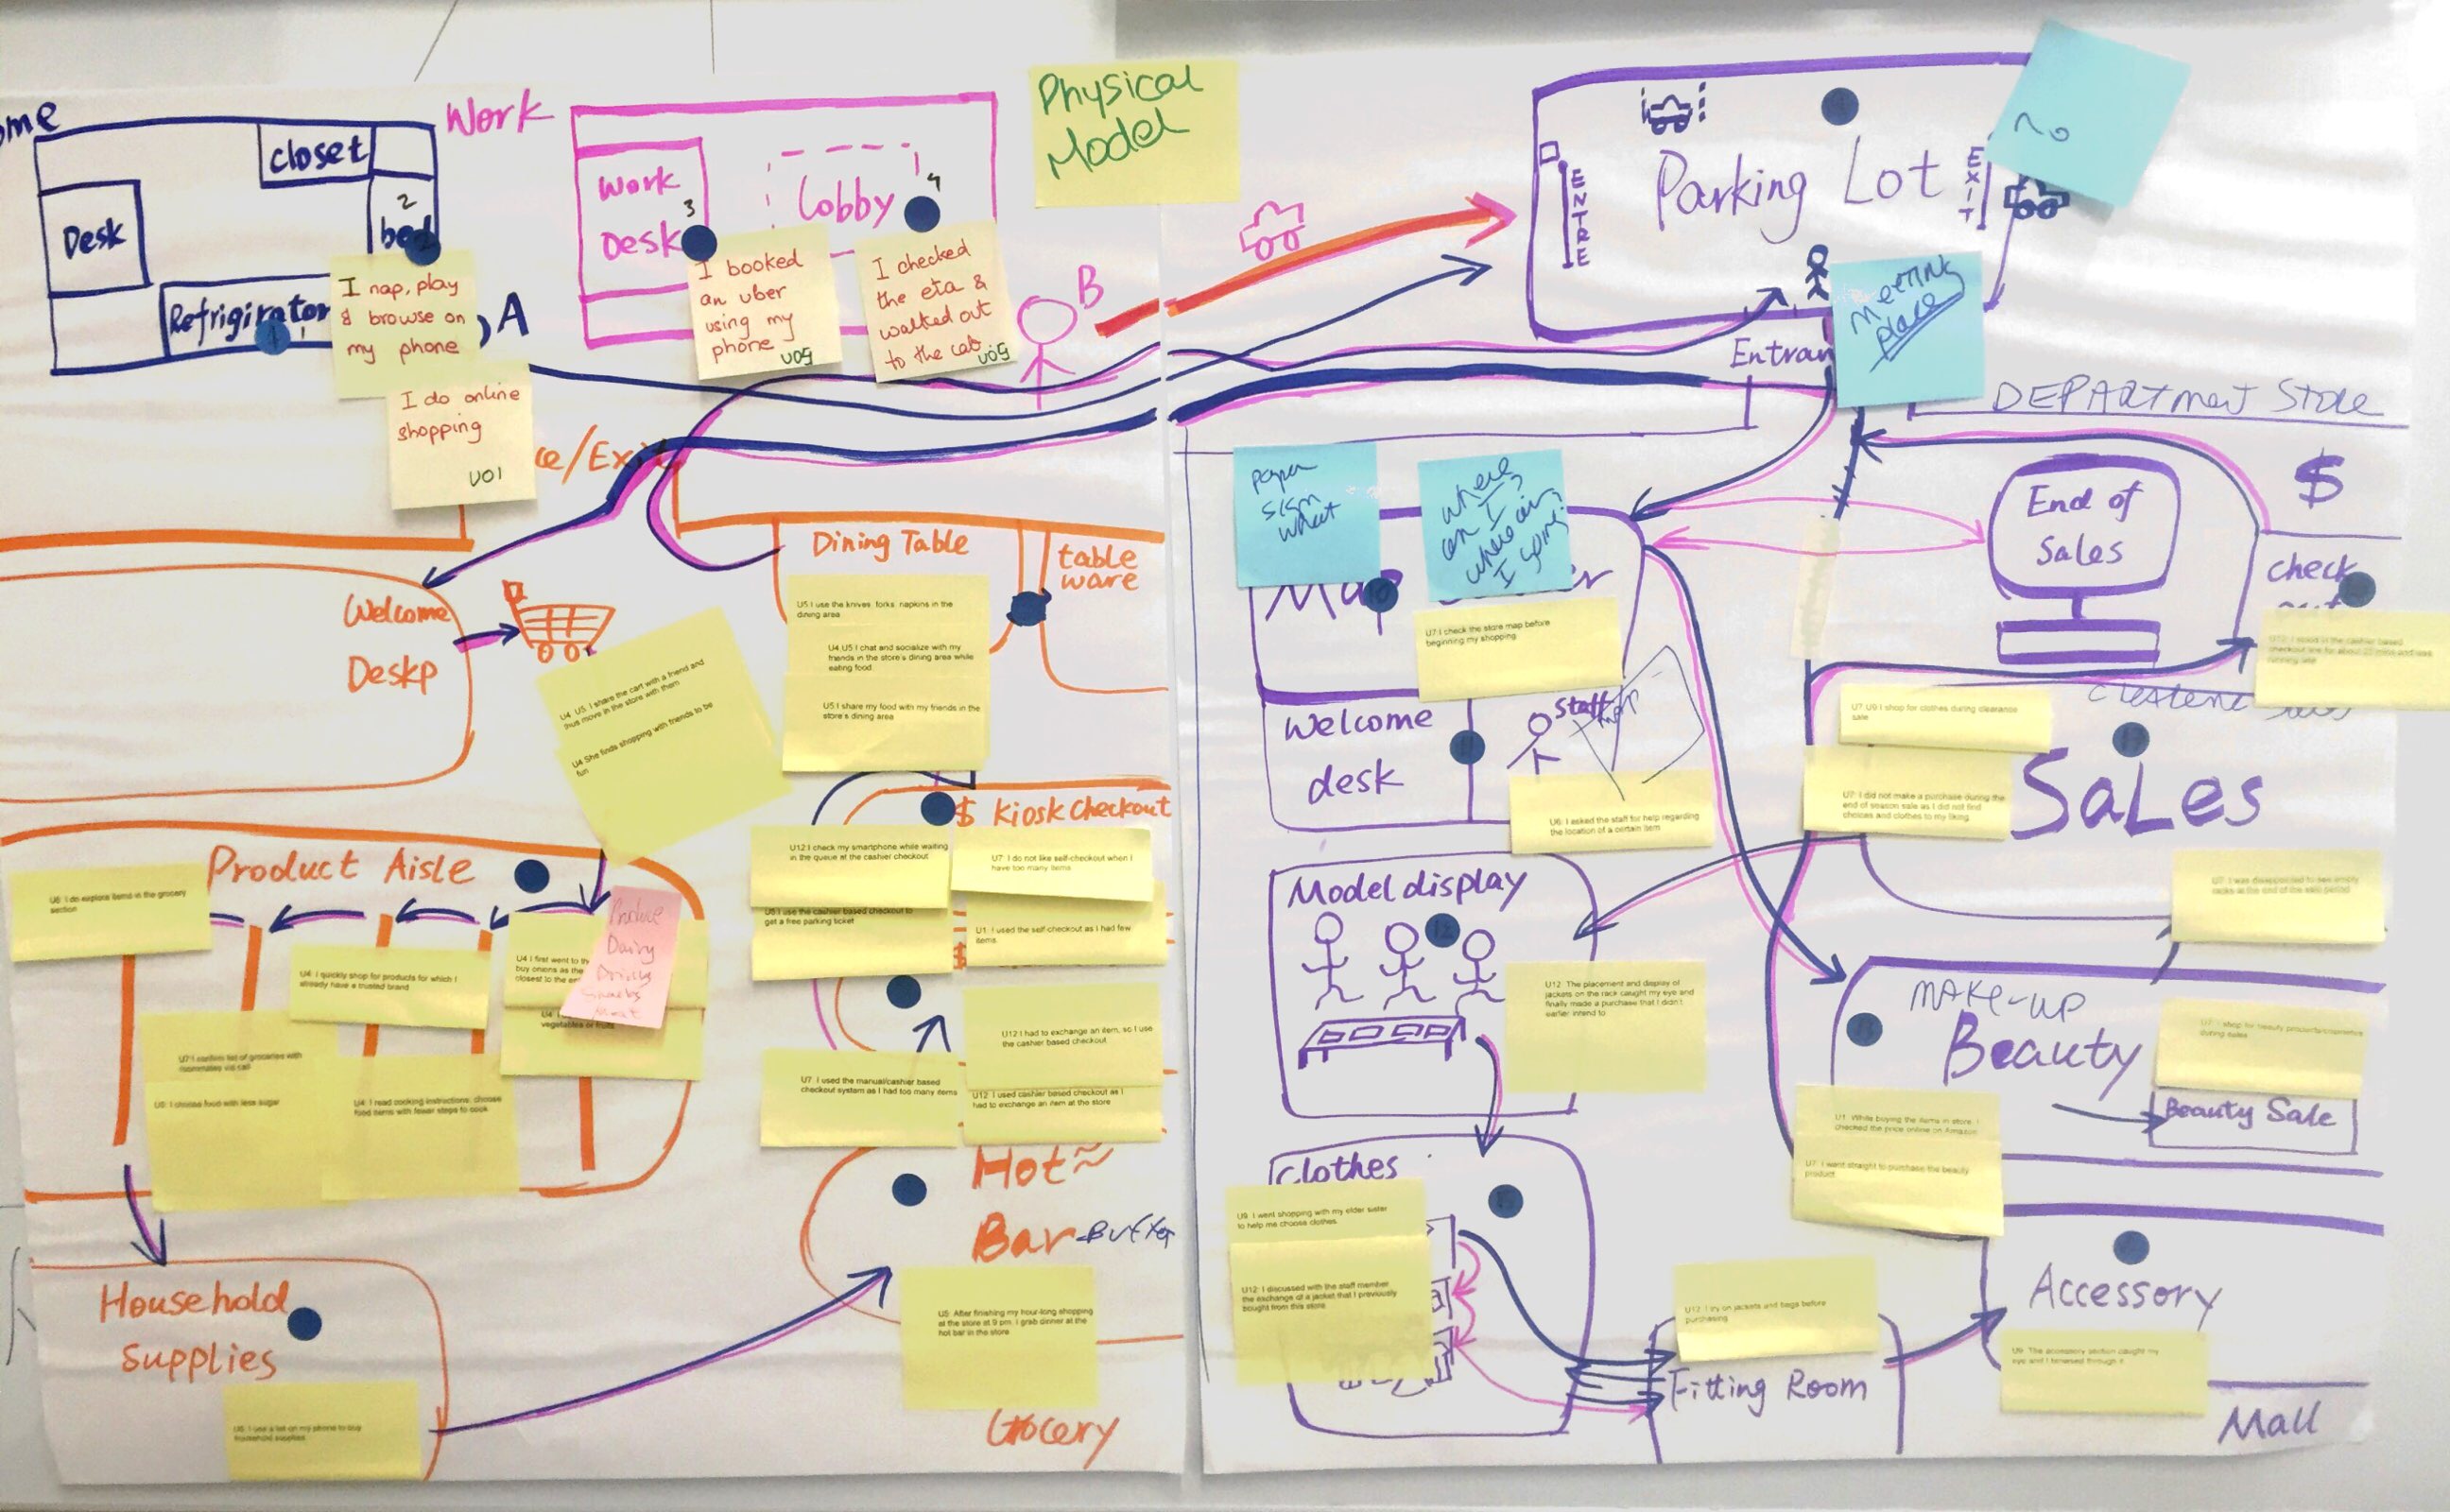 ome
closet
Desk
2
bed
Refrigirator
1
, A
I nap, play
& browse on
my phone
I do online
shopping
U01
Work
Work
Desk
3
Lobby
4
I booked
an uber
using my
phone
U05
I checked
the eta &
walked out
to the cab
U05
B
Physical
Model
ENTRE
Parking Lot
EXIT
MEETING
place
Entran
DEPARTMENT Store
ce/Exi
Welcome
Deskp
Dining Table
table
ware
U5 I use the knives, forks, napkins in the
dining area
U4 U5 I chat and socialize with my
friends in the store's dining area while
eating food
U5 I share my food with my friends in the
store's dining area
U4 U5 I share the cart with a friend and
thus move in the store with them
U4 She finds shopping with friends to be
fun
$ Kiosk checkout
U12 I check my smartphone while waiting
in the queue at the cashier checkout
U7: I do not like self-checkout when I
have too many items
U5 I use the cashier based checkout to
get a free parking ticket
U1: I used the self-checkout as I had few
items
U12 I had to exchange an item, so I use
the cashier based checkout
U7: I used the manual/cashier based
checkout system as I had too many items
U12: I used cashier based checkout as I
had to exchange an item at the store
Product Aisle
U6: I do explore items in the grocery
section
U4: I quickly shop for products for which I
already have a trusted brand
U4 I first went to th
buy onions as the
closest to the en
U4 I
vegetables or fruits
Produce
Dairy
Snacks
Meat
U7 I confirm list of groceries with
roommates via call
U5: I choose food with less sugar
U4: I read cooking instructions, choose
food items with fewer steps to cook
Household
Supplies
U5: I use a list on my phone to buy
household supplies
Hot
Bar
U5: After finishing my hour-long shopping
at the store at 9 pm, I grab dinner at the
hot bar in the store
Grocery
paper
sign
what
where
am I,
where am
I going?
Ma
er
U7 I check the store map before
beginning my shopping
Welcome
desk
Staff
U6: I asked the staff for help regarding
the location of a certain item
End of
Sales
$
check
out
U12: I stood in the cashier based
checkout line for about 20 mins and was
running late
U7 U9 I shop for clothes during clearance
sale
U7: I did not make a purchase during the
end of season sale as I did not find
choices and clothes to my liking
Sales
U7: I was disappointed to see empty
racks at the end of the sale period
Model display
U12: The placement and display of
jackets on the rack caught my eye and
finally made a purchase that I didn't
earlier intend to
MAKE-UP
Beauty
U7: I shop for beauty products/cosmetics
during sales
Beauty Sale
U1: While buying the items in store, I
checked the price online on Amazon
U7: I went straight to purchase the beauty
product
Clothes
U9: I went shopping with my elder sister
to help me choose clothes
U12: I discussed with the staff member
the exchange of a jacket that I previously
bought from this store
U12: I try on jackets and bags before
purchasing
Fitting Room
Accessory
U9: The accessory section caught my
eye and I browsed through it
Mall